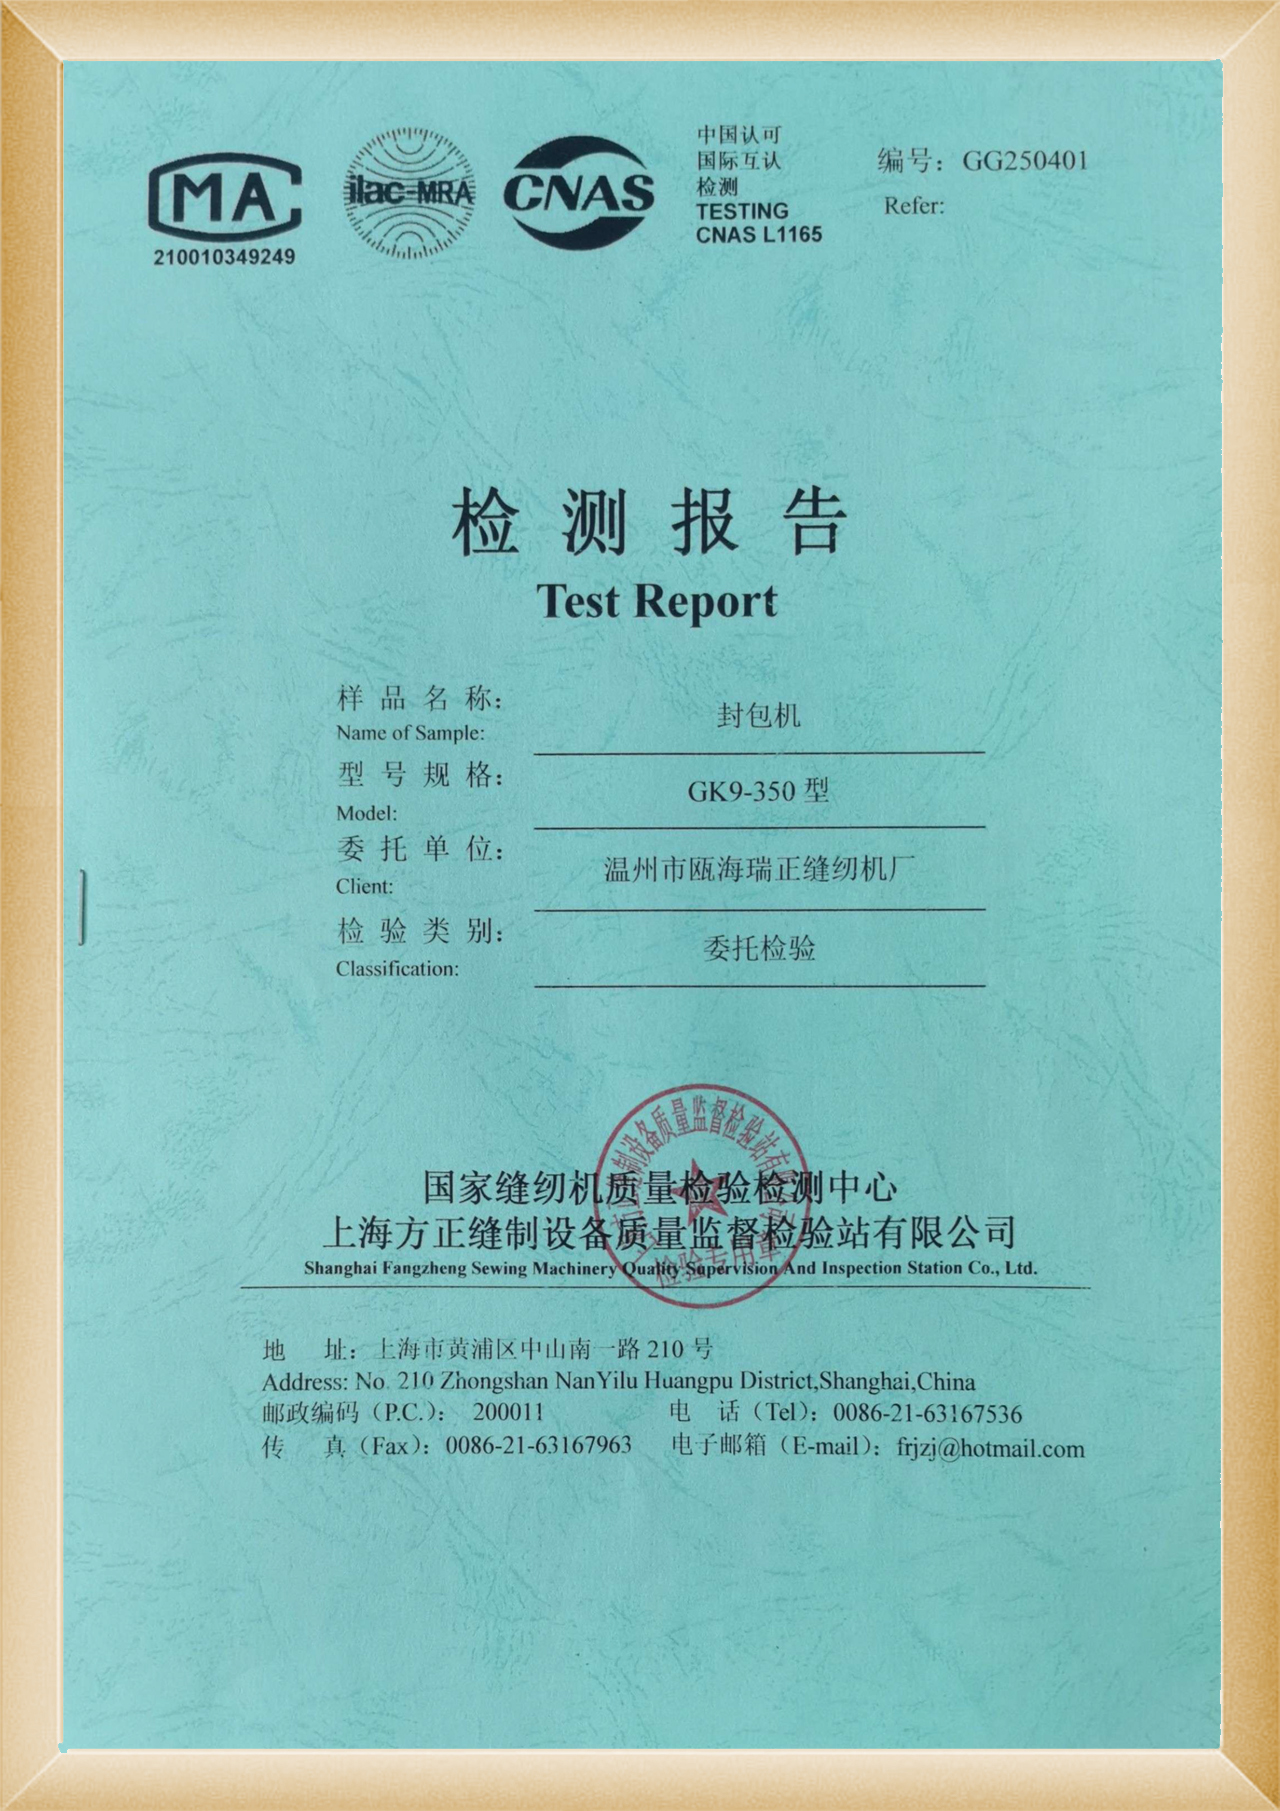 MA
210010349249
ilac-MRA
CNAS
中国认可
国际互认
检测
TESTING
CNAS L1165
编号：GG250401
Refer:
检测报告
Test Report
样品名称：
Name of Sample:
封包机
型号规格：
Model:
GK9-350 型
委托单位：
Client:
温州市瓯海瑞正缝纫机厂
检验类别：
Classification:
委托检验
国家缝纫机质量检验检测中心
上海方正缝制设备质量监督检验站有限公司
Shanghai Fangzheng Sewing Machinery Quality Supervision And Inspection Station Co., Ltd.
检验专用章
地 址：上海市黄浦区中山南一路 210 号
Address: No. 210 Zhongshan NanYilu Huangpu District,Shanghai,China
邮政编码（P.C.）： 200011 电 话（Tel）：0086-21-63167536
传 真（Fax）：0086-21-63167963 电子邮箱（E-mail）：frjzj@hotmail.com